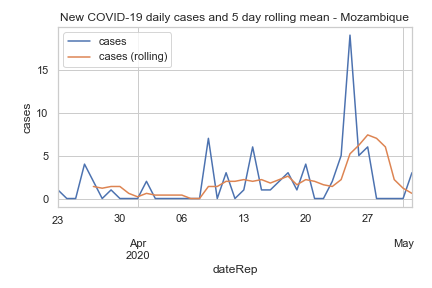 New COVID-19 daily cases and 5 day rolling mean - Mozambique
cases
cases (rolling)
15
10
5
0
cases
23
30
06
13
20
27
Apr
2020
May
dateRep